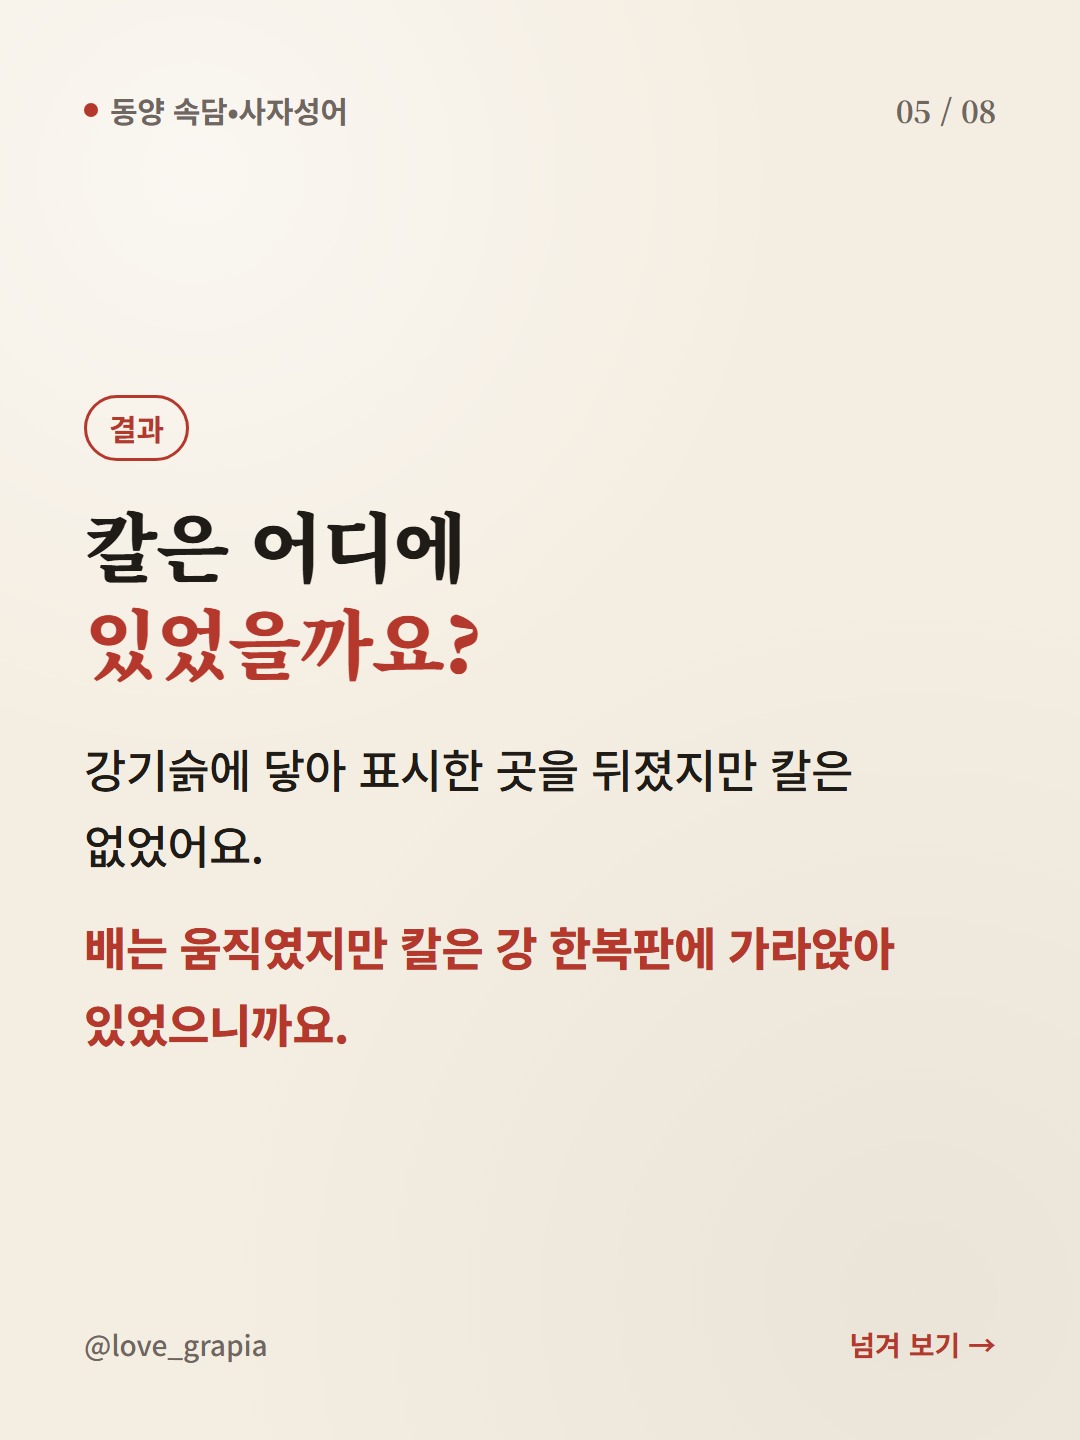 동양 속담•사자성어
05 / 08
결과
칼은 어디에
있었을까요?
강기슭에 닿아 표시한 곳을 뒤졌지만 칼은
없었어요.
배는 움직였지만 칼은 강 한복판에 가라앉아
있었으니까요.
@love_grapia
넘겨 보기 →